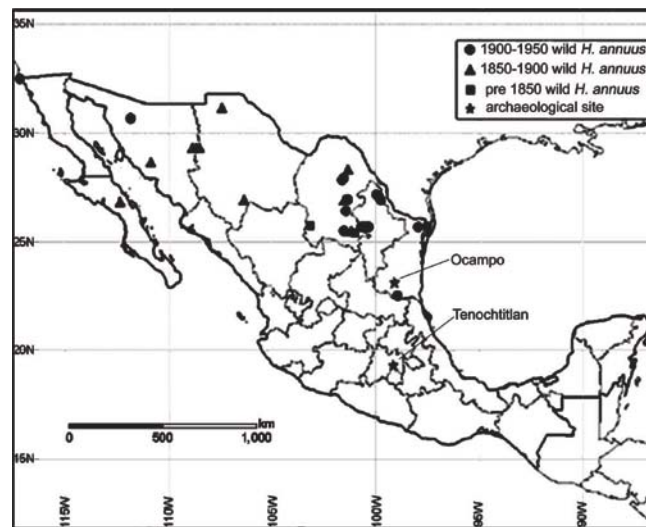 35N
1900-1950 wild H. annuus
1850-1900 wild H. annuus
pre 1850 wild H. annuus
archaeological site
30N
25N
Ocampo
Tenochtitlan
20N
km
0 500 1,000
15N
115W 110W 105W 100W 95W 90W